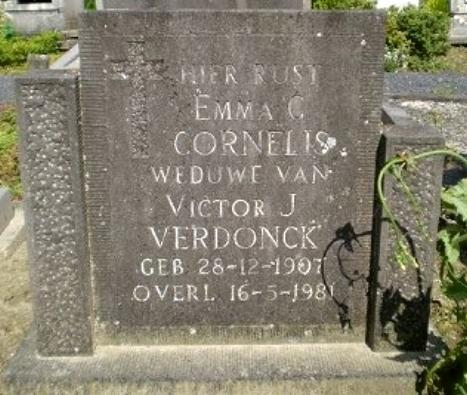 HIER RUST
EMMA C
CORNELIS
WEDUWE VAN
VICTOR J
VERDONCK
GEB 28-12-1907
OVERL 16-5-1981